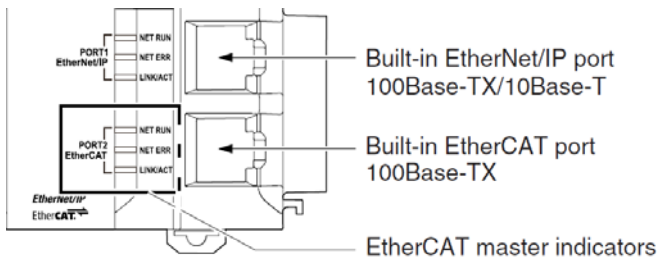 PORT1
EtherNet/IP
NET RUN
NET ERR
LINK/ACT
Built-in EtherNet/IP port
100Base-TX/10Base-T
PORT2
EtherCAT
NET RUN
NET ERR
LINK/ACT
Built-in EtherCAT port
100Base-TX
EtherNet/IP
EtherCAT
EtherCAT master indicators